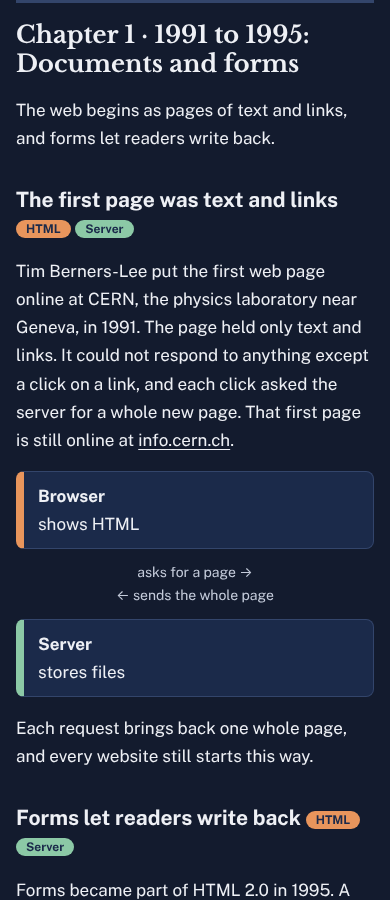 Chapter 1 · 1991 to 1995:
Documents and forms
The web begins as pages of text and links,
and forms let readers write back.
The first page was text and links
HTML Server
Tim Berners-Lee put the first web page
online at CERN, the physics laboratory near
Geneva, in 1991. The page held only text and
links. It could not respond to anything except
a click on a link, and each click asked the
server for a whole new page. That first page
is still online at info.cern.ch.
Browser
shows HTML
asks for a page →
← sends the whole page
Server
stores files
Each request brings back one whole page,
and every website still starts this way.
Forms let readers write back HTML
Server
Forms became part of HTML 2.0 in 1995. A